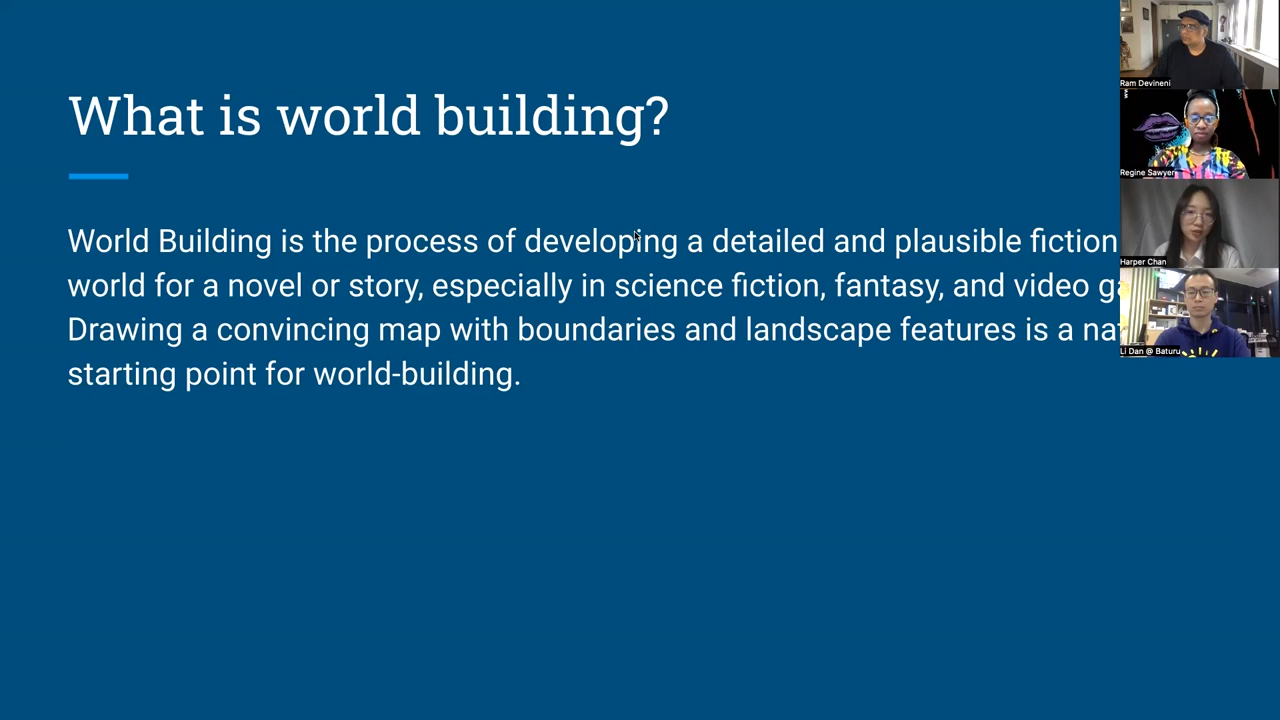 What is world building?
World Building is the process of developing a detailed and plausible fiction
world for a novel or story, especially in science fiction, fantasy, and video
Drawing a convincing map with boundaries and landscape features is a
starting point for world-building.
Ram Devineni
Regine Sawyer
Harper Chan
Li Dan @ Baturu